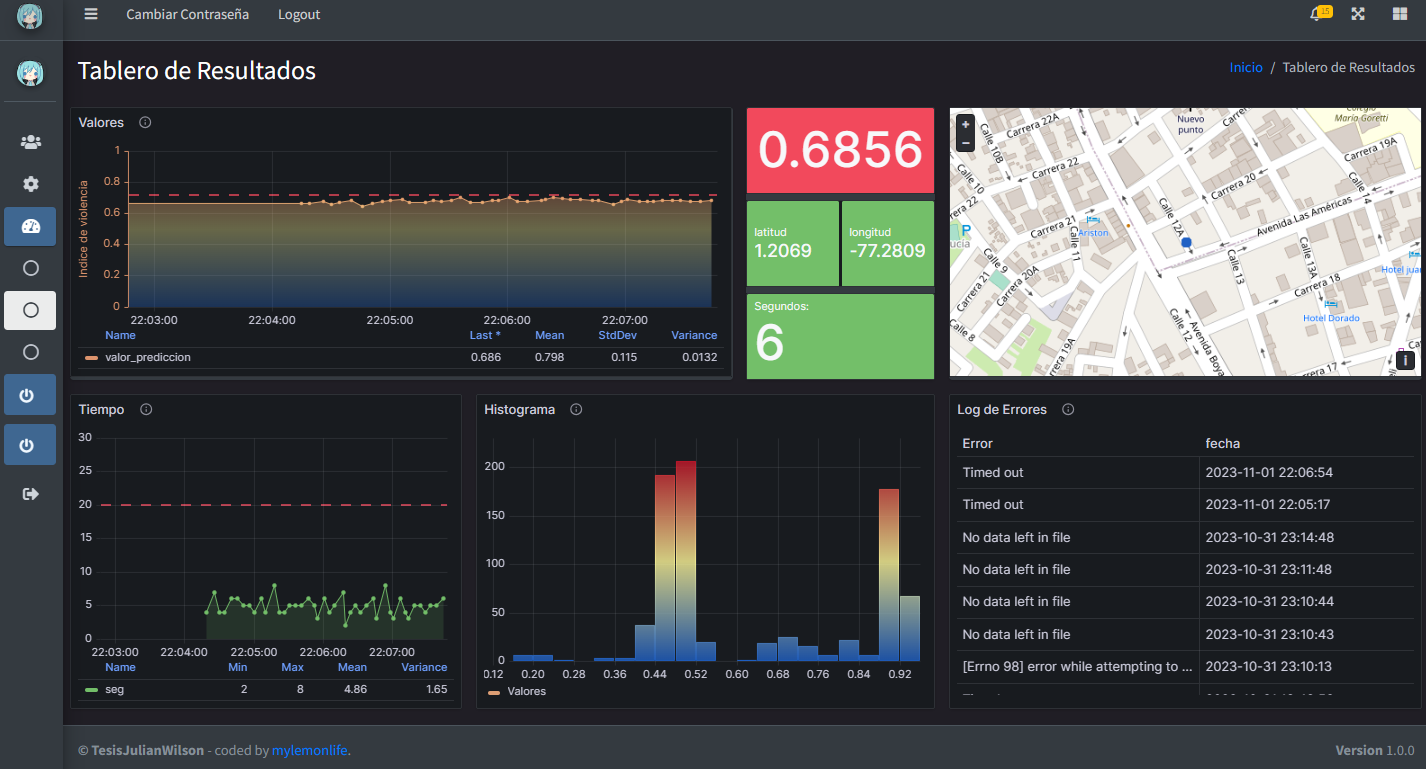 Cambiar Contraseña Logout 15
Tablero de Resultados
Inicio / Tablero de Resultados
Valores
Indice de violencia
1
0.8
0.6
0.4
0.2
0
22:03:00 22:04:00 22:05:00 22:06:00 22:07:00
Name Last * Mean StdDev Variance
valor_prediccion 0.686 0.798 0.115 0.0132
0.6856
latitud
1.2069
longitud
-77.2809
Segundos:
6
+
−
Nuevo
punto
María Goretti
Carrera 22A
Calle 10B
Carrera 22
Calle 10
Carrera 19A
Carrera 20
Calle 14
Calle 12A
Avenida Las Américas
Carrera 21
Ariston
P
Calle 11
Calle 9
Carrera 20A
Carrera 21
Calle 13
Calle 13A
Carrera 18
Hotel Dorado
Calle 8
Calle 12
Carrera 19A
Carrera 17
i
Tiempo
30
25
20
15
10
5
0
22:03:00 22:04:00 22:05:00 22:06:00 22:07:00
Name Min Max Mean Variance
seg 2 8 4.86 1.65
Histograma
200
150
100
50
0
0.12 0.20 0.28 0.36 0.44 0.52 0.60 0.68 0.76 0.84 0.92
Valores
Log de Errores
Error fecha
Timed out 2023-11-01 22:06:54
Timed out 2023-11-01 22:05:17
No data left in file 2023-10-31 23:14:48
No data left in file 2023-10-31 23:11:48
No data left in file 2023-10-31 23:10:44
No data left in file 2023-10-31 23:10:43
[Errno 98] error while attempting to ... 2023-10-31 23:10:13
© TesisJulianWilson - coded by mylemonlife.
Version 1.0.0